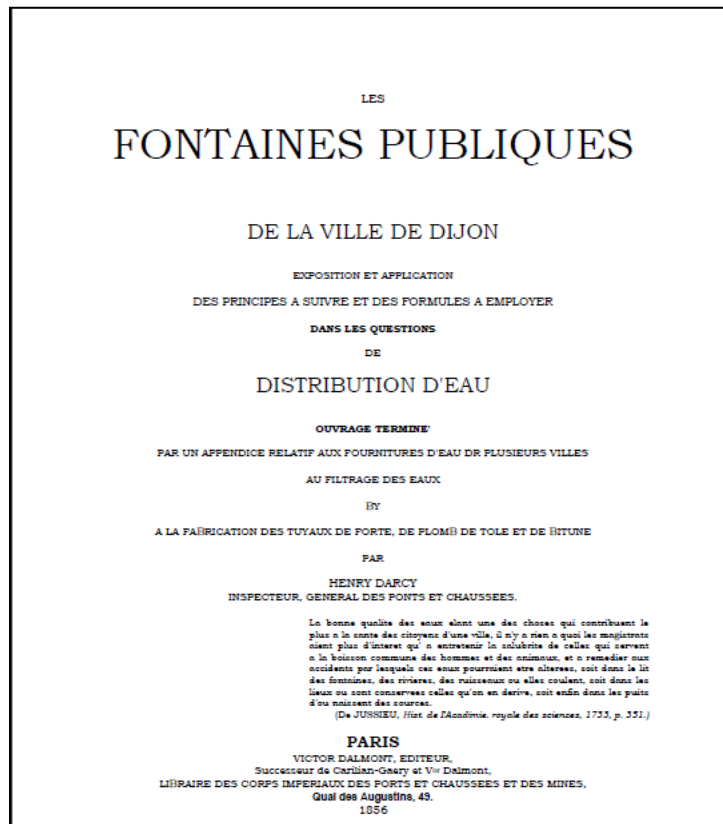 LES
FONTAINES PUBLIQUES
DE LA VILLE DE DIJON
EXPOSITION ET APPLICATION
DES PRINCIPES A SUIVRE ET DES FORMULES A EMPLOYER
DANS LES QUESTIONS
DE
DISTRIBUTION D'EAU
OUVRAGE TERMINE'
PAR UN APPENDICE RELATIF AUX FOURNITURES D'EAU DR PLUSIEURS VILLES
AU FILTRAGE DES EAUX
BY
A LA FABRICATION DES TUYAUX DE FORTE, DE PLOMB DE TOLE ET DE BITUNE
PAR
HENRY DARCY
INSPECTEUR, GENERAL DES PONTS ET CHAUSSEES.
La bonne qualite des eaux elant une des choses qui contribuent le
plus a la sante des citoyens d'une ville, il n'y a rien a quoi les magistrats
aient plus d'interet qu' a entretenir la salubrite de celles qui servent
a la boisson commune des hommes et des animaux, et a remedier aux
accidents por lesquels ces eaux pourraient etre alterees, soit dans le lit
des fontaines, des rivieres, des ruisseaux ou elles coulent, soit dans les
lieux ou sont conservees celles qu'on en derive, soit enfin dans les puits
d'ou naissent des sources.
(De JUSSIEU, Hist. de l'Acadimie. royale des sciences, 1733, p. 351.)
PARIS
VICTOR DALMONT, EDITEUR,
Successeur de Carilian-Gaery et Vor Dalmont,
LIBRAIRE DES CORPS IMPERIAUX DES PORTS ET CHAUSSEES ET DES MINES,
Quai des Augustins, 49.
1856